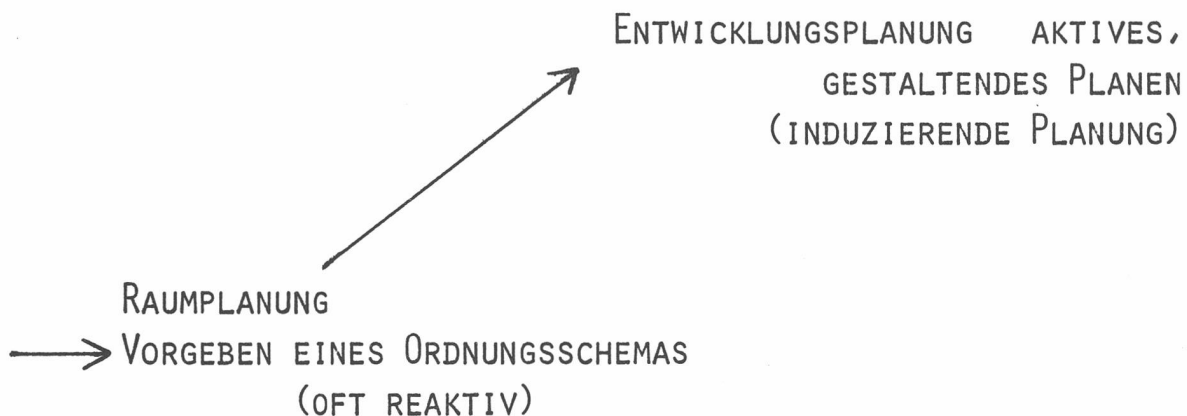 ENTWICKLUNGSPLANUNG AKTIVES,
GESTALTENDES PLANEN
(INDUZIERENDE PLANUNG)
RAUMPLANUNG
VORGEBEN EINES ORDNUNGSSCHEMAS
(OFT REAKTIV)